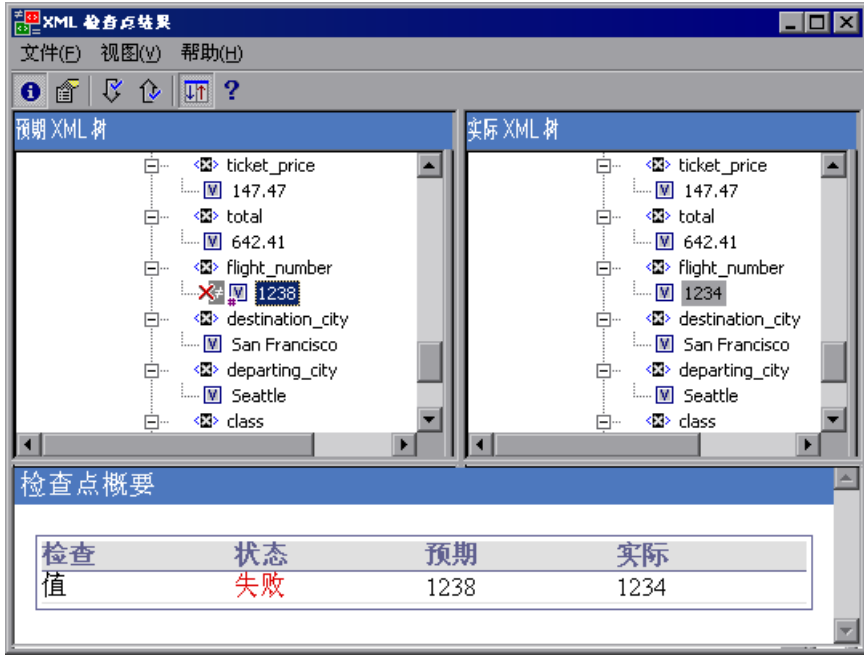 XML 检查点结果
文件(F) 视图(V) 帮助(H)
预期 XML 树
ticket_price
147.47
total
642.41
flight_number
1238
destination_city
San Francisco
departing_city
Seattle
class
实际 XML 树
ticket_price
147.47
total
642.41
flight_number
1234
destination_city
San Francisco
departing_city
Seattle
class
检查点概要
检查 状态 预期 实际
值 失败 1238 1234